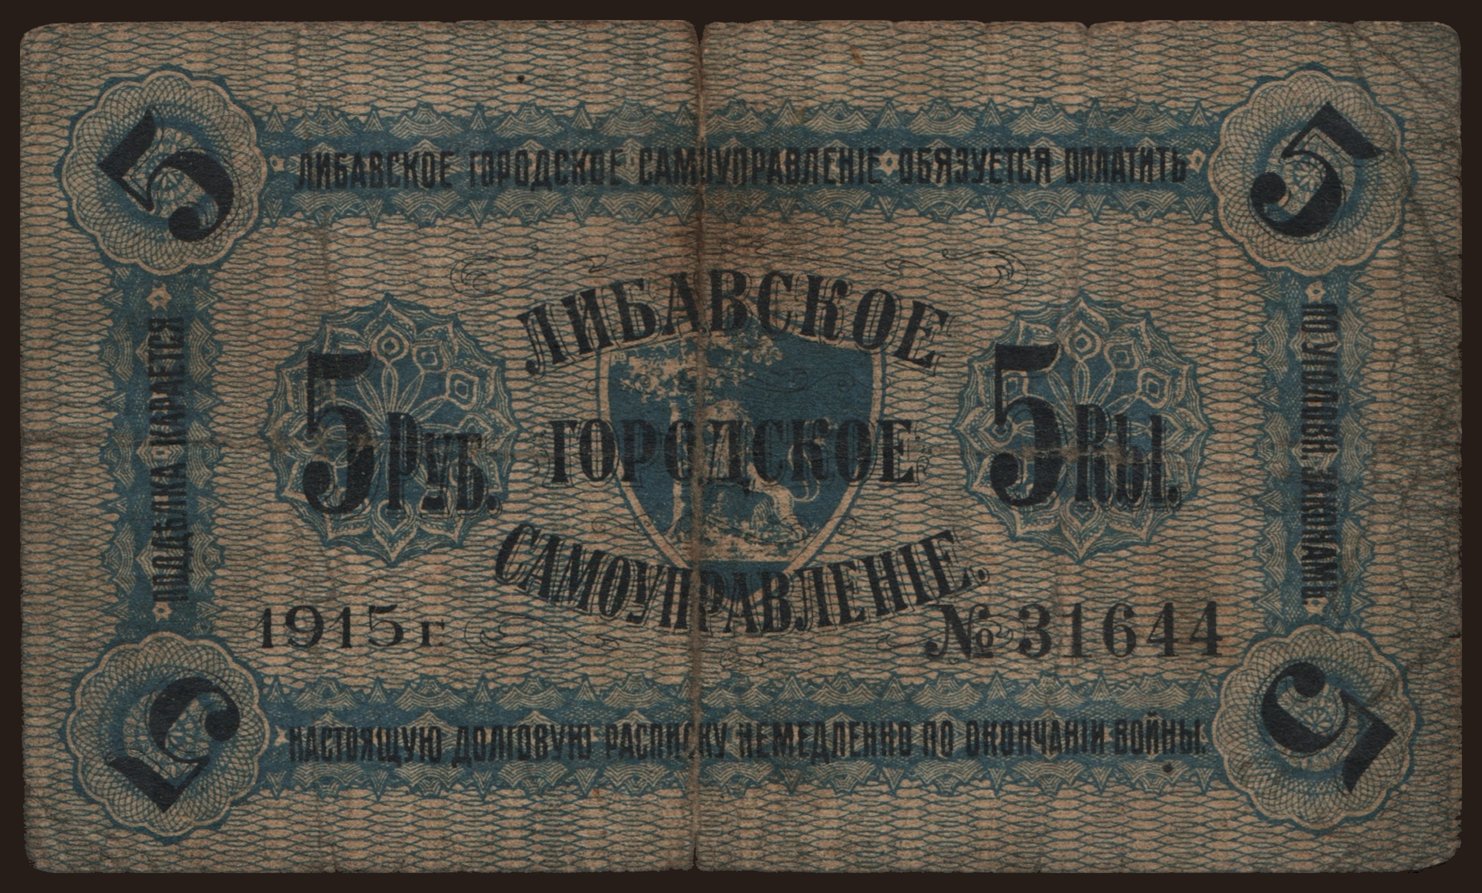 5
5
ЛИБАВСКОЕ ГОРОДСКОЕ САМОУПРАВЛЕНІЕ ОБЯЗУЕТСЯ ОПЛАТИТЬ
ПОДДѢЛКА КАРАЕТСЯ
ПО УГОЛОВН ЗАКОНАМЪ
ЛИБАВСКОЕ
ГОРОДСКОЕ
САМОУПРАВЛЕНІЕ.
5 РУБ.
5 Rbl.
1915 г.
№ 31644
НАСТОЯЩУЮ ДОЛГОВУЮ РАСПИСКУ НЕМЕДЛЕННО ПО ОКОНЧАНІИ ВОЙНЫ.
5
5